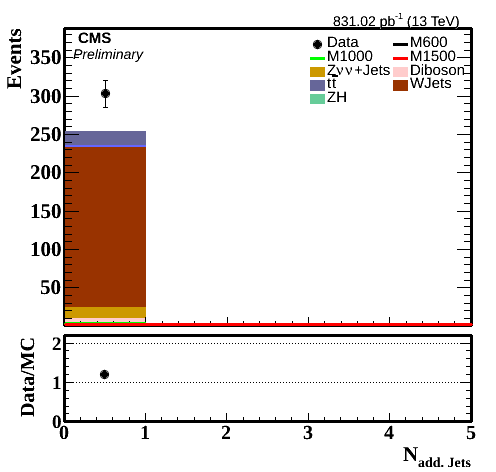 831.02 pb-1 (13 TeV)
CMS
Preliminary
Data
M600
M1000
M1500
Zνν+Jets
Diboson
tt
WJets
ZH
Events
350
300
250
200
150
100
50
Data/MC
2
1
0
0 1 2 3 4 5
Nadd. Jets